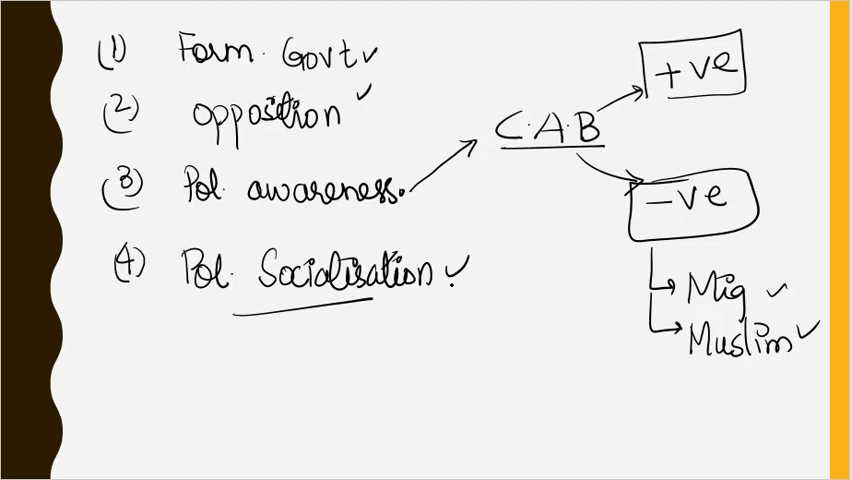 (1) Form. Govt ✓
(2) opposition ✓
(3) Pol. awareness.
(4) Pol. Socialisation ✓.
C.A.B
+ve
-ve
Mig ✓
Muslim ✓